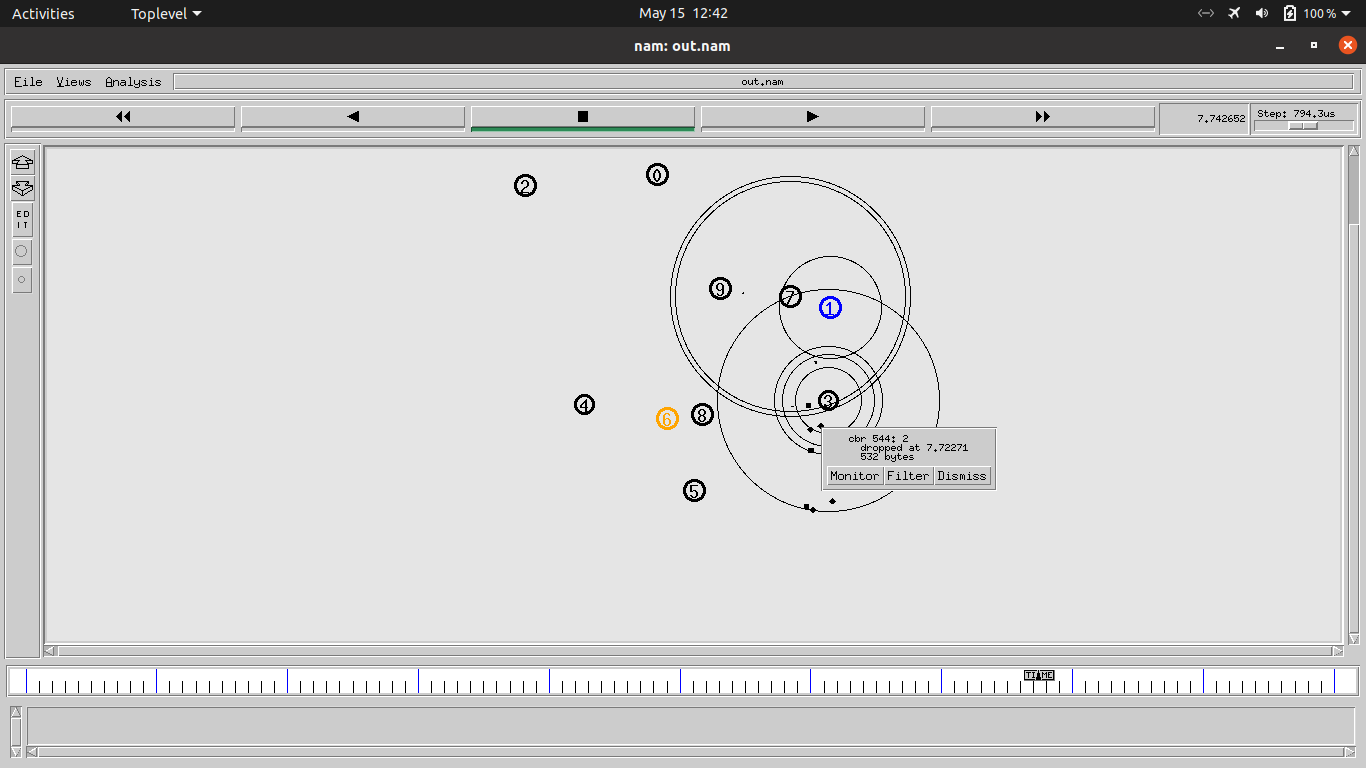 Activities Toplevel May 15 12:42 100%
nam: out.nam
File Views Analysis out.nam
7.742652 Step: 794.3us
ED
IT
0
2
9
7
1
3
4
6
8
5
cbr 544: 2
dropped at 7.72271
532 bytes
Monitor Filter Dismiss
TIME